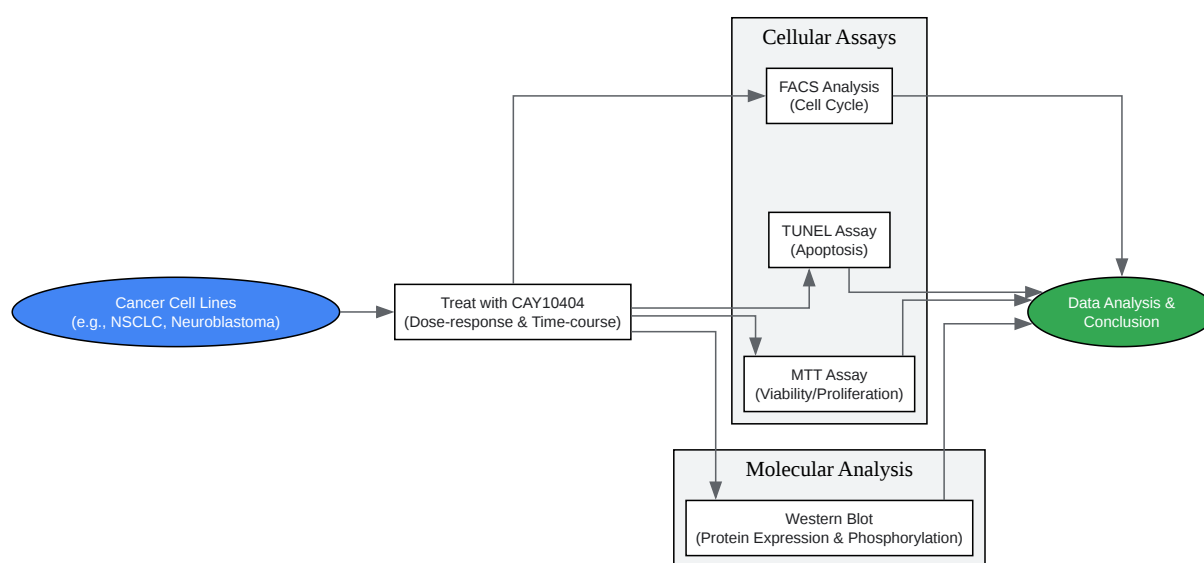 Cellular Assays
FACS Analysis
(Cell Cycle)
TUNEL Assay
(Apoptosis)
Cancer Cell Lines
(e.g., NSCLC, Neuroblastoma)
Treat with CAY10404
(Dose-response & Time-course)
Data Analysis &
Conclusion
MTT Assay
(Viability/Proliferation)
Molecular Analysis
Western Blot
(Protein Expression & Phosphorylation)